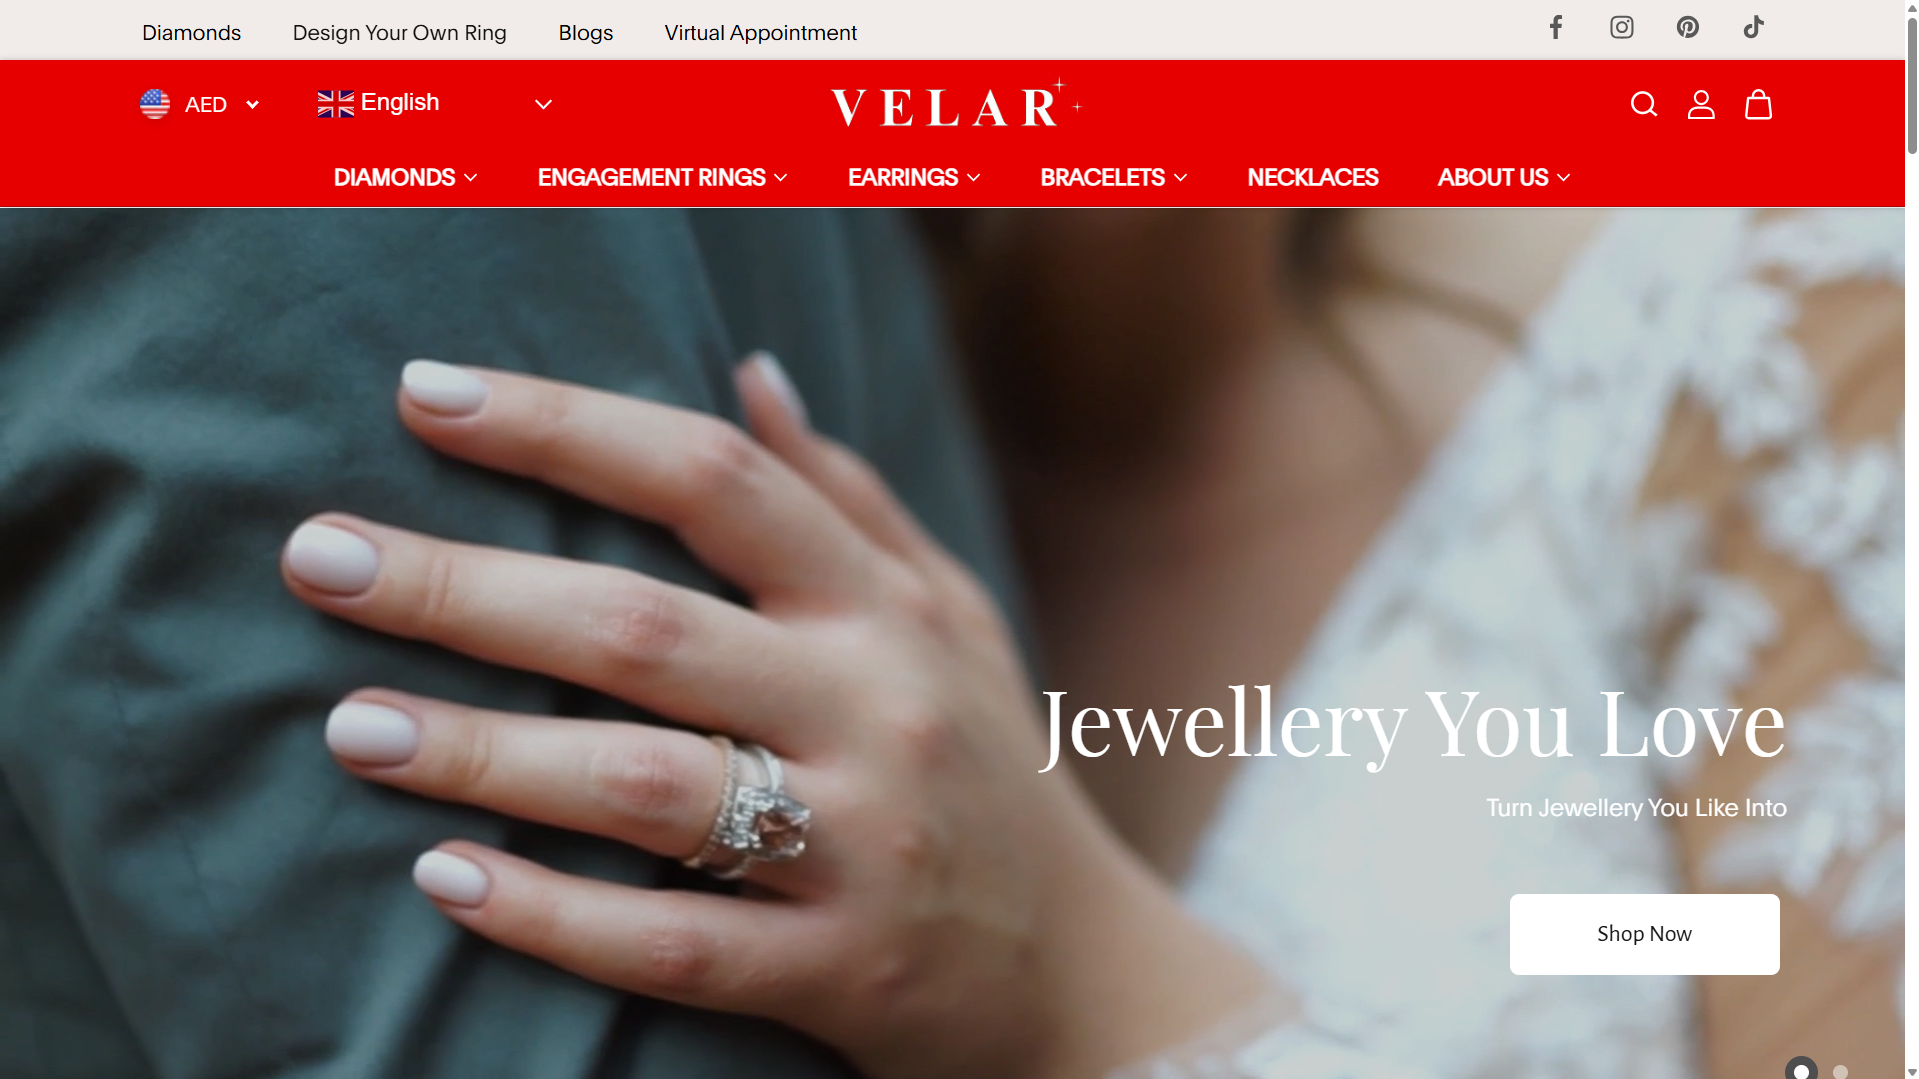 Diamonds Design Your Own Ring Blogs Virtual Appointment
AED English VELAR
DIAMONDS ENGAGEMENT RINGS EARRINGS BRACELETS NECKLACES ABOUT US
Jewellery You Love
Turn Jewellery You Like Into
Shop Now